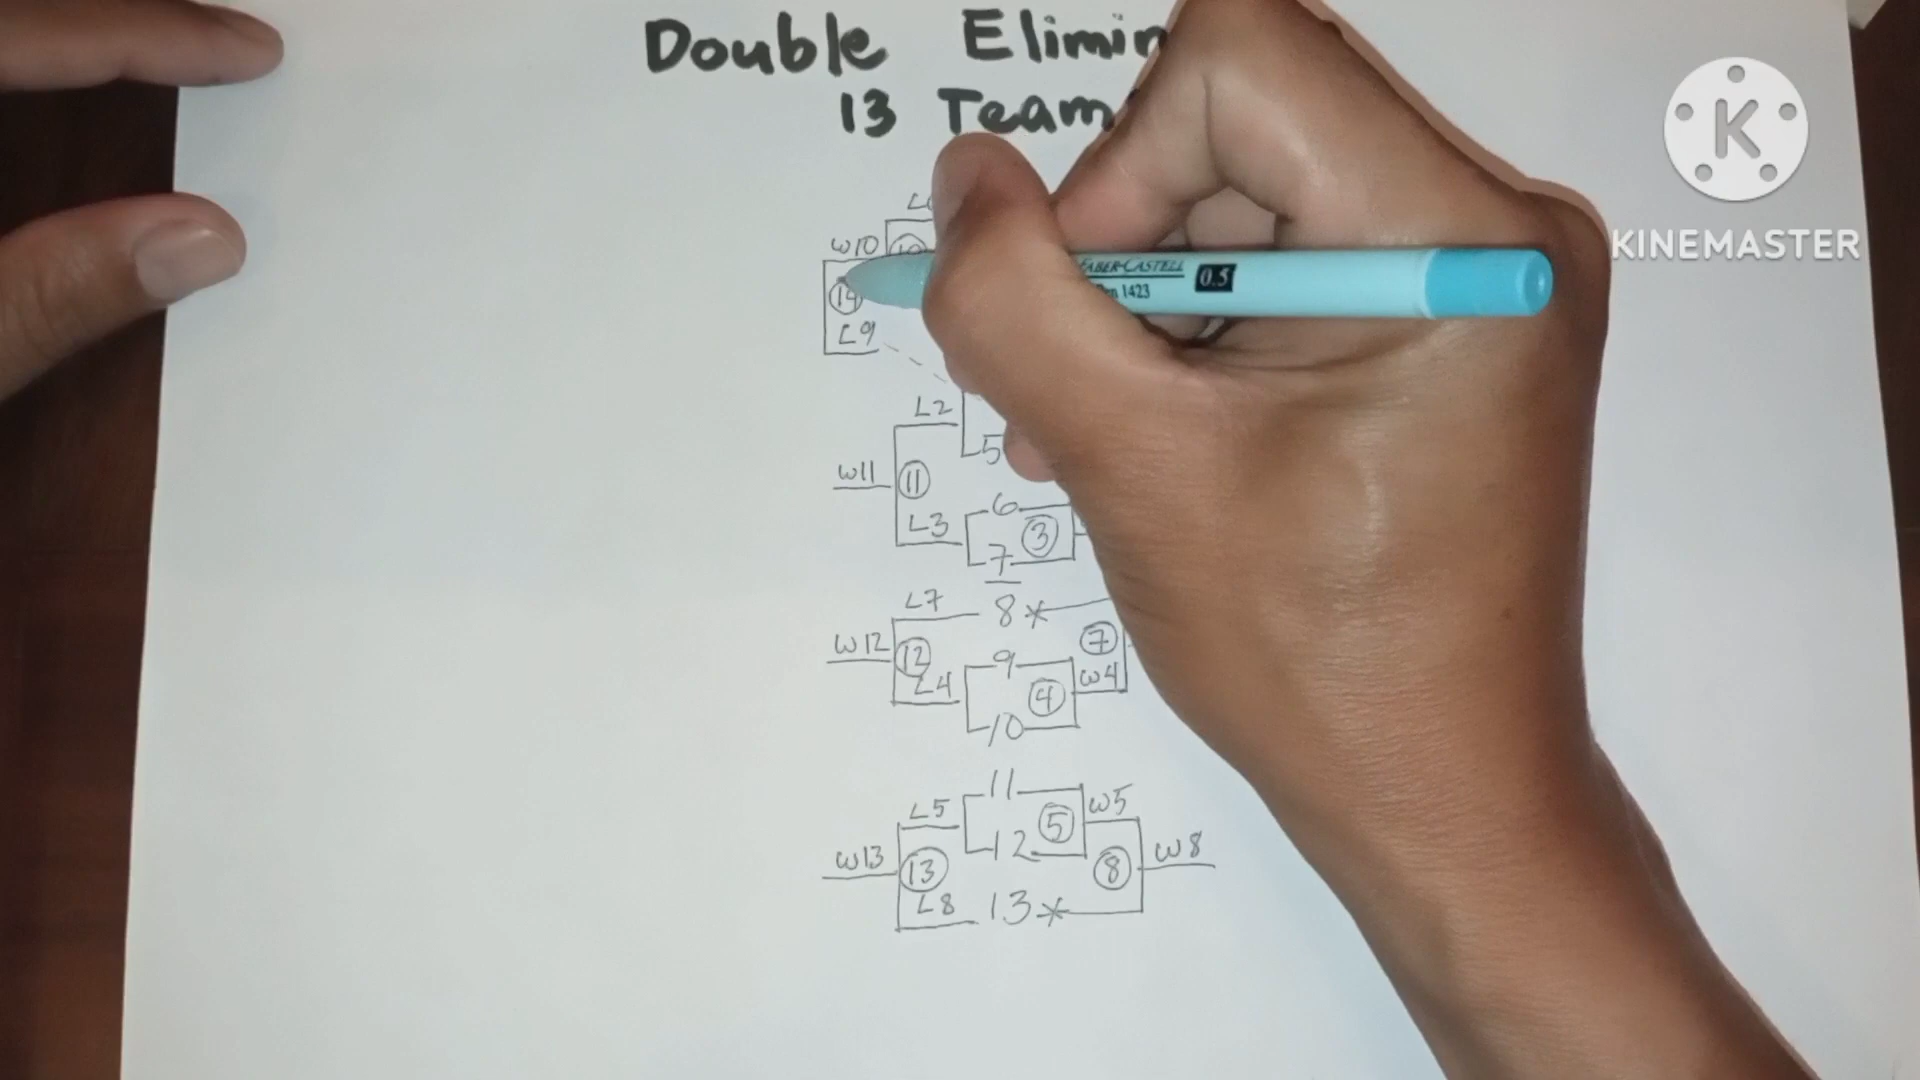 Double
13
W10
14
L9
L2
5
W11
11
6
L3
3
7
L7
8 *
W12
12
9
7
L4
4
W4
10
11
L5
W5
5
12
W13
13
8
W8
L8
13 *
FABER-CASTELL
0.5
1423
K
KINEMASTER